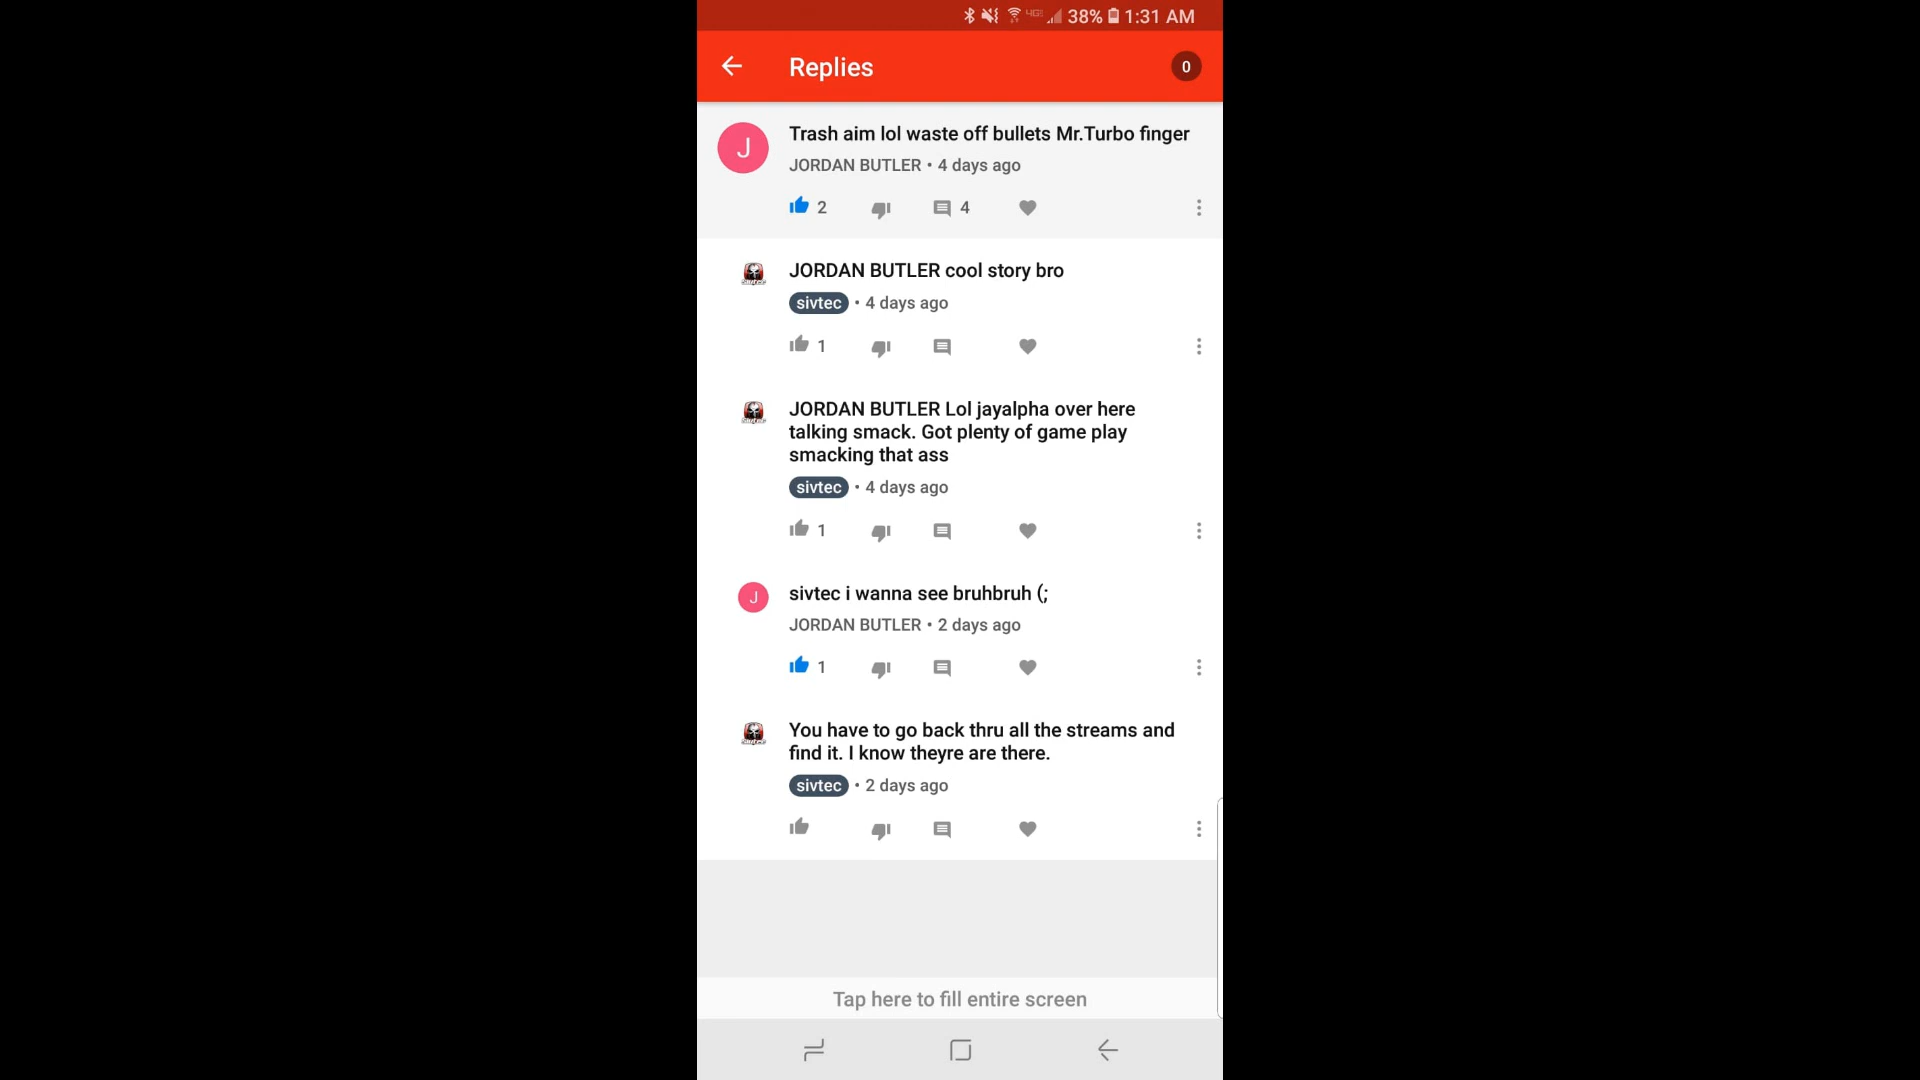 38% 1:31 AM
Replies
0
J
Trash aim lol waste off bullets Mr.Turbo finger
JORDAN BUTLER • 4 days ago
2
4
JORDAN BUTLER cool story bro
sivtec • 4 days ago
1
JORDAN BUTLER Lol jayalpha over here
talking smack. Got plenty of game play
smacking that ass
sivtec • 4 days ago
1
J
sivtec i wanna see bruhbruh (;
JORDAN BUTLER • 2 days ago
1
You have to go back thru all the streams and
find it. I know theyre are there.
sivtec • 2 days ago
Tap here to fill entire screen